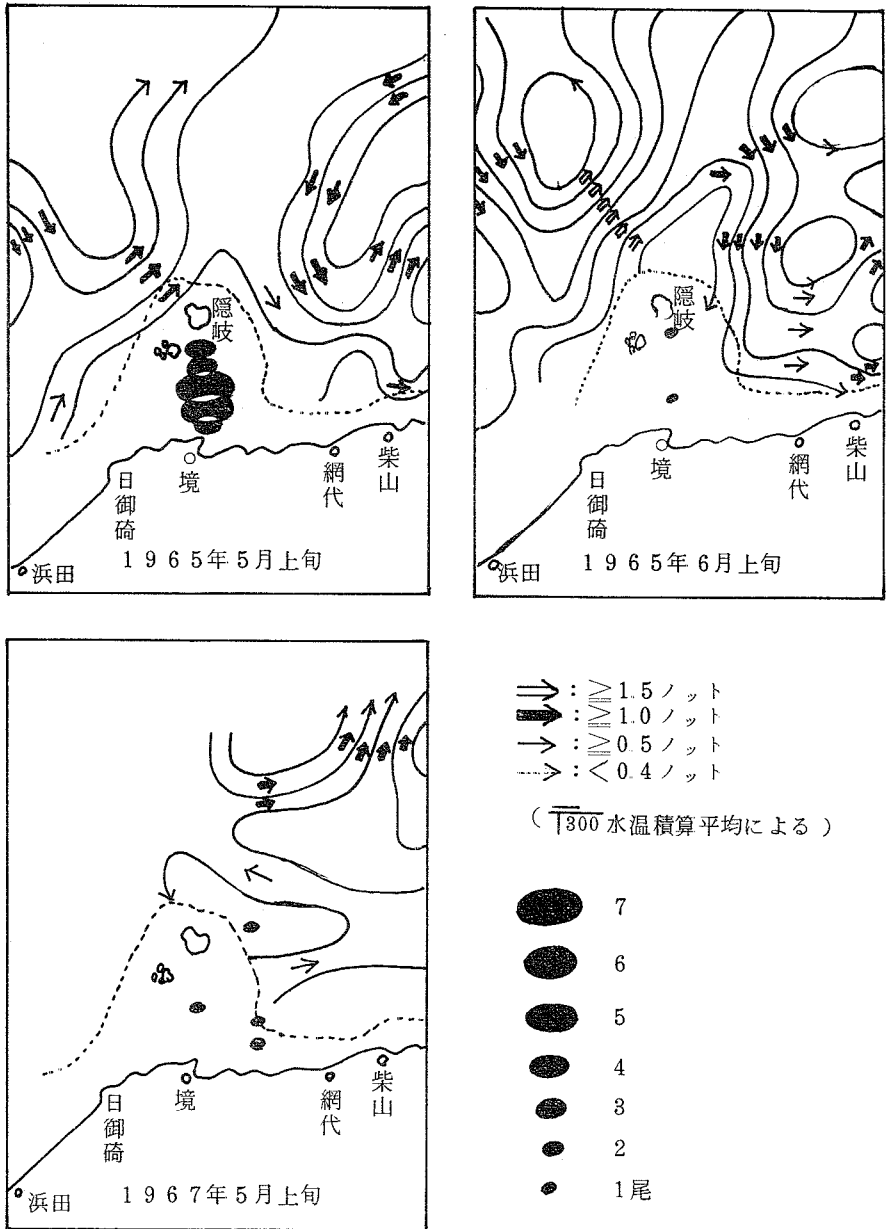 隠岐
日御碕
境
網代
柴山
浜田
1965年5月上旬
隠岐
日御碕
境
網代
柴山
浜田
1965年6月上旬
日御碕
境
網代
柴山
浜田
1967年5月上旬
⇒ : ≧1.5ノット
➡ : ≧1.0ノット
→ : ≧0.5ノット
⇢ : <0.4ノット
(T300水温積算平均による)
7
6
5
4
3
2
1尾